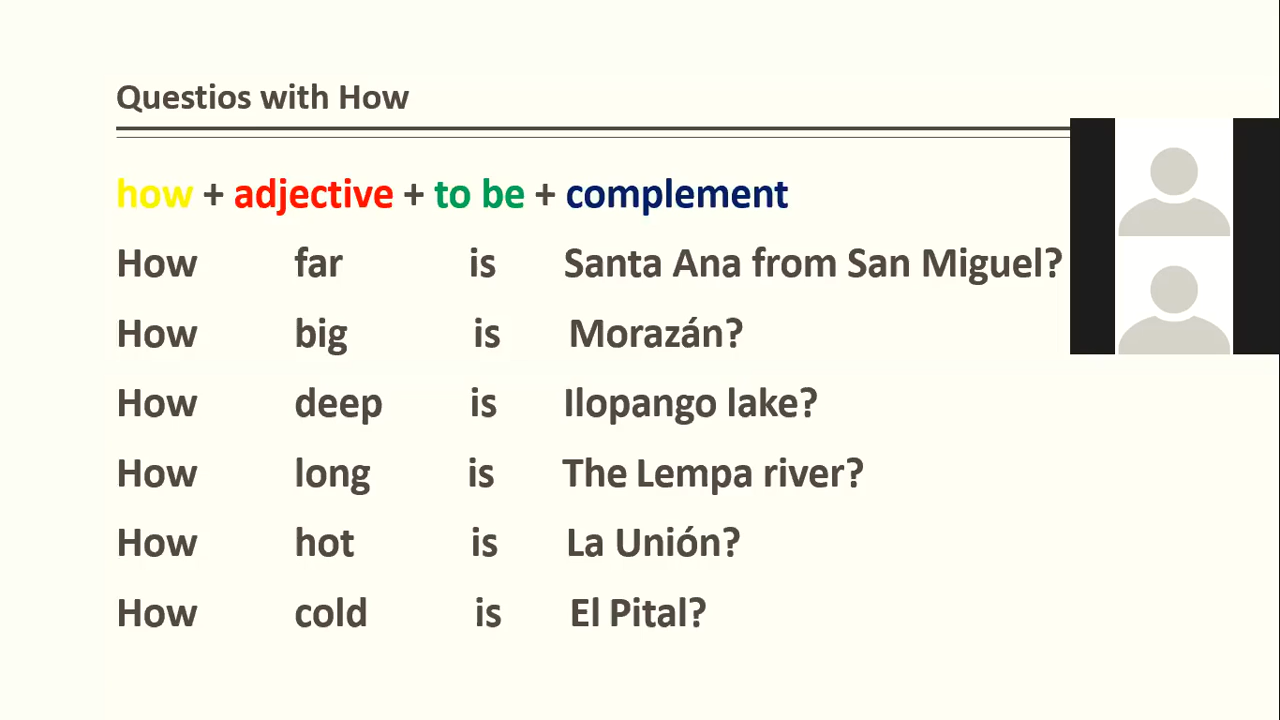 Questios with How
how + adjective + to be + complement
How far is Santa Ana from San Miguel?
How big is Morazán?
How deep is Ilopango lake?
How long is The Lempa river?
How hot is La Unión?
How cold is El Pital?